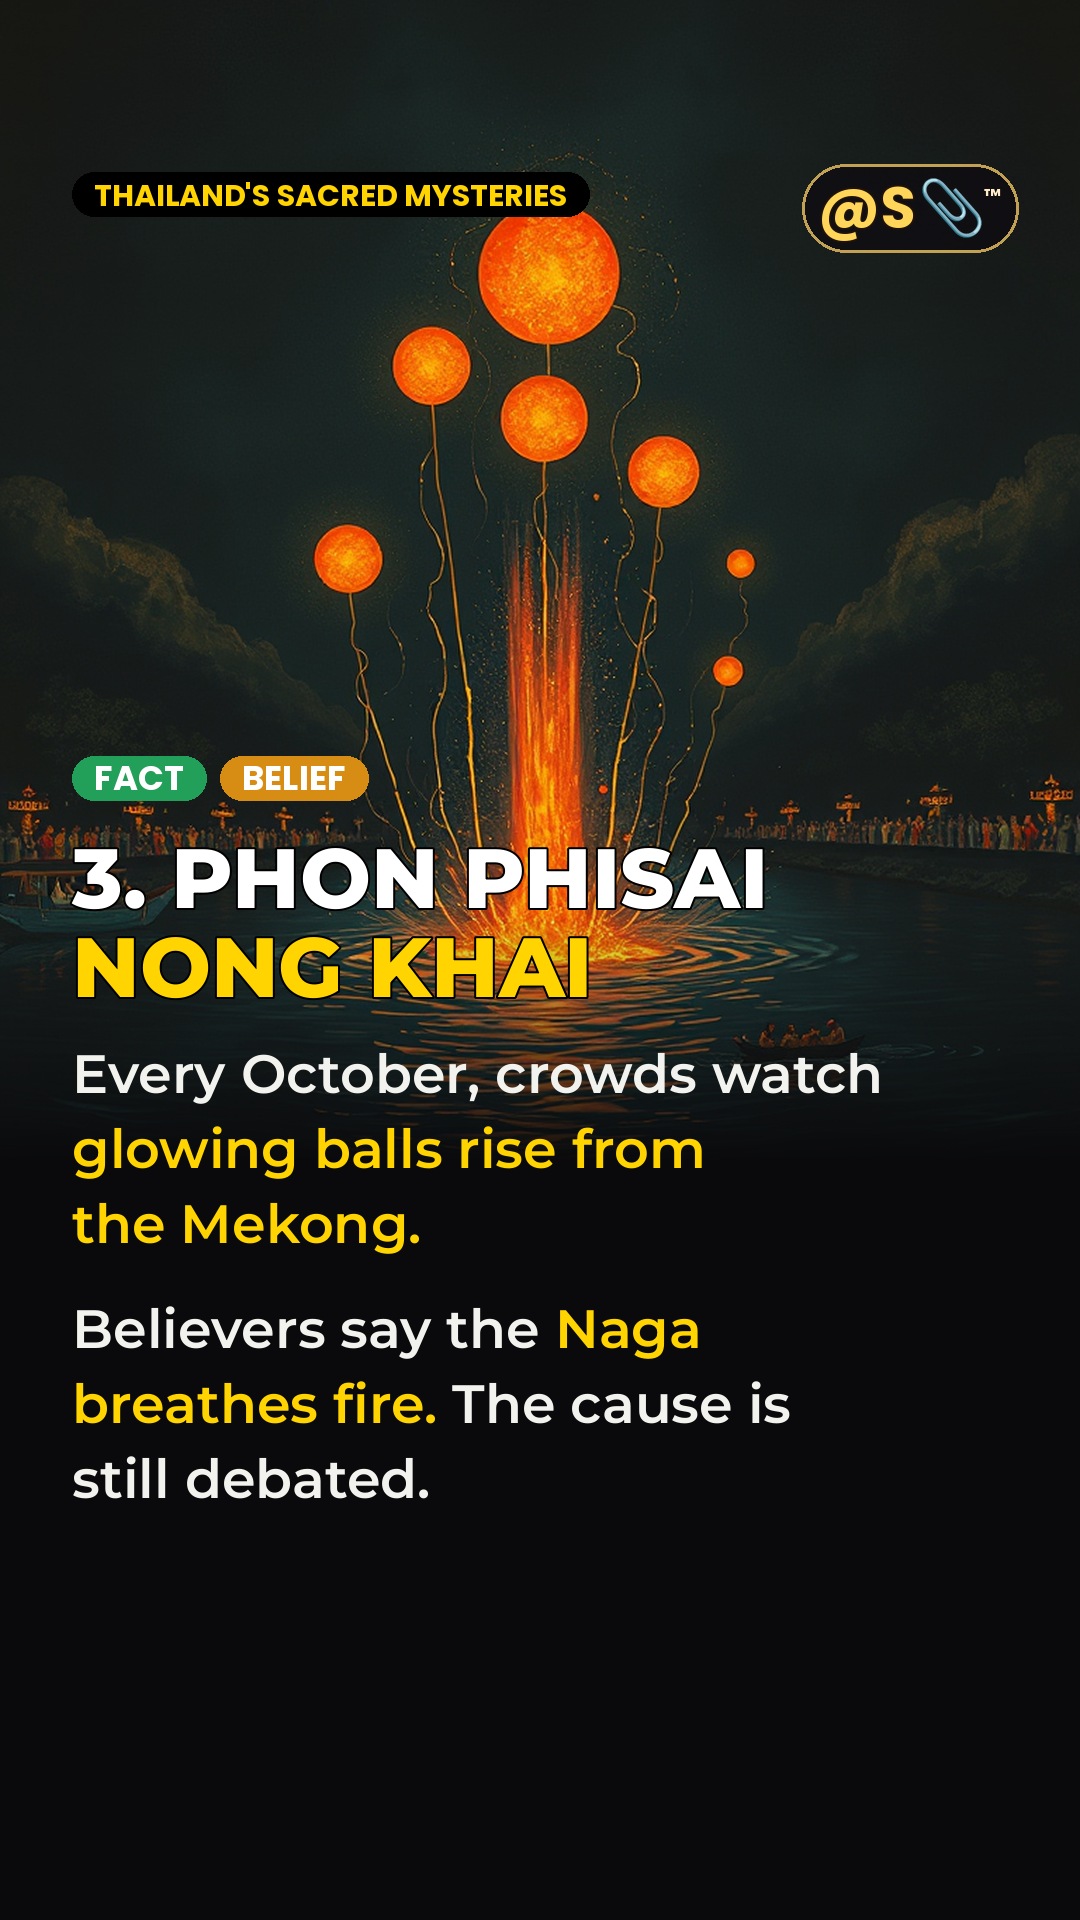 THAILAND'S SACRED MYSTERIES
@S📎™
FACT BELIEF
3. PHON PHISAI
NONG KHAI
Every October, crowds watch
glowing balls rise from
the Mekong.
Believers say the Naga
breathes fire. The cause is
still debated.